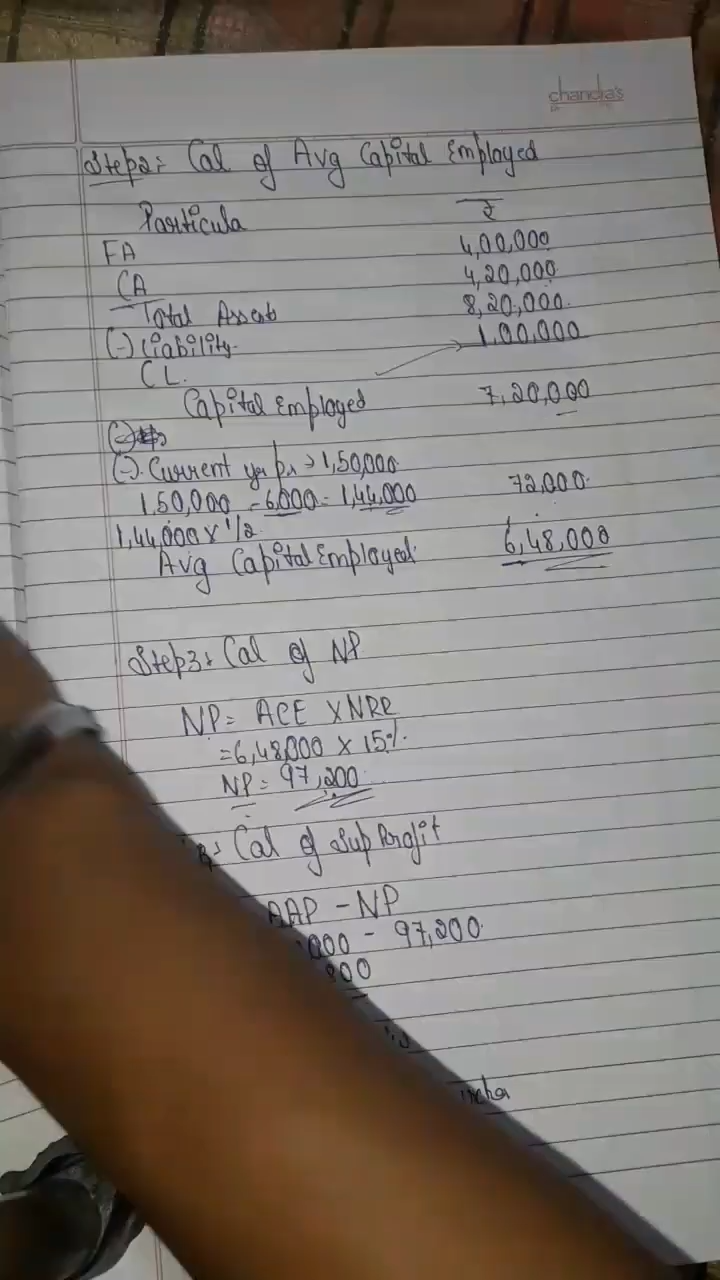 chandra's
Step2: Cal of Avg Capital Employed
Particula ₹
FA 4,00,000
CA 4,20,000
Total Assets 8,20,000
(-) Liability
CL. 1,00,000
Capital Employed 7,20,000
(-)
(-). Current yr → 1,50,000
1,50,000 - 6,000 = 1,44,000 72,000
1,44,000 x 1/2
Avg Capital Employed 6,48,000
Step3: Cal of NP
NP = ACE X NRR
= 6,48,000 x 15%
NP = 97,200
: Cal of Sup Profit
AAP - NP
000 - 97,200
800